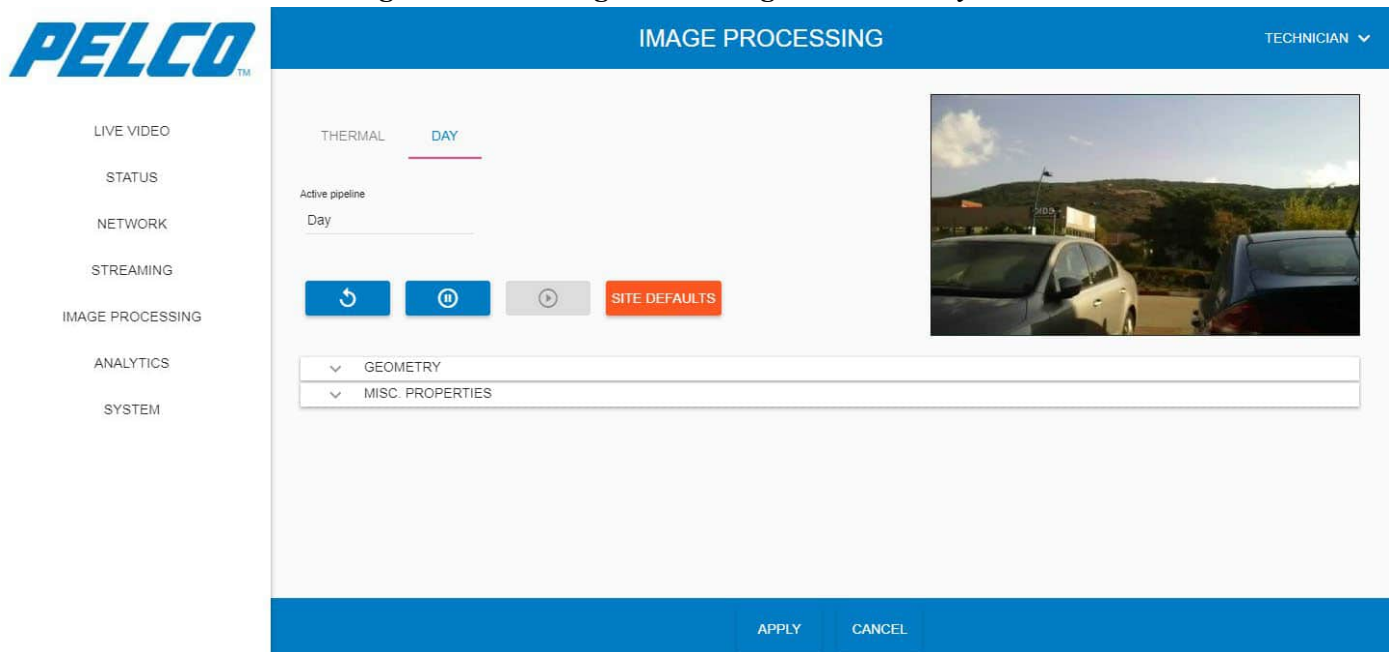 PELCO
TM
IMAGE PROCESSING
TECHNICIAN
LIVE VIDEO
STATUS
NETWORK
STREAMING
IMAGE PROCESSING
ANALYTICS
SYSTEM
THERMAL DAY
Active pipeline
Day
SITE DEFAULTS
GEOMETRY
MISC. PROPERTIES
APPLY CANCEL